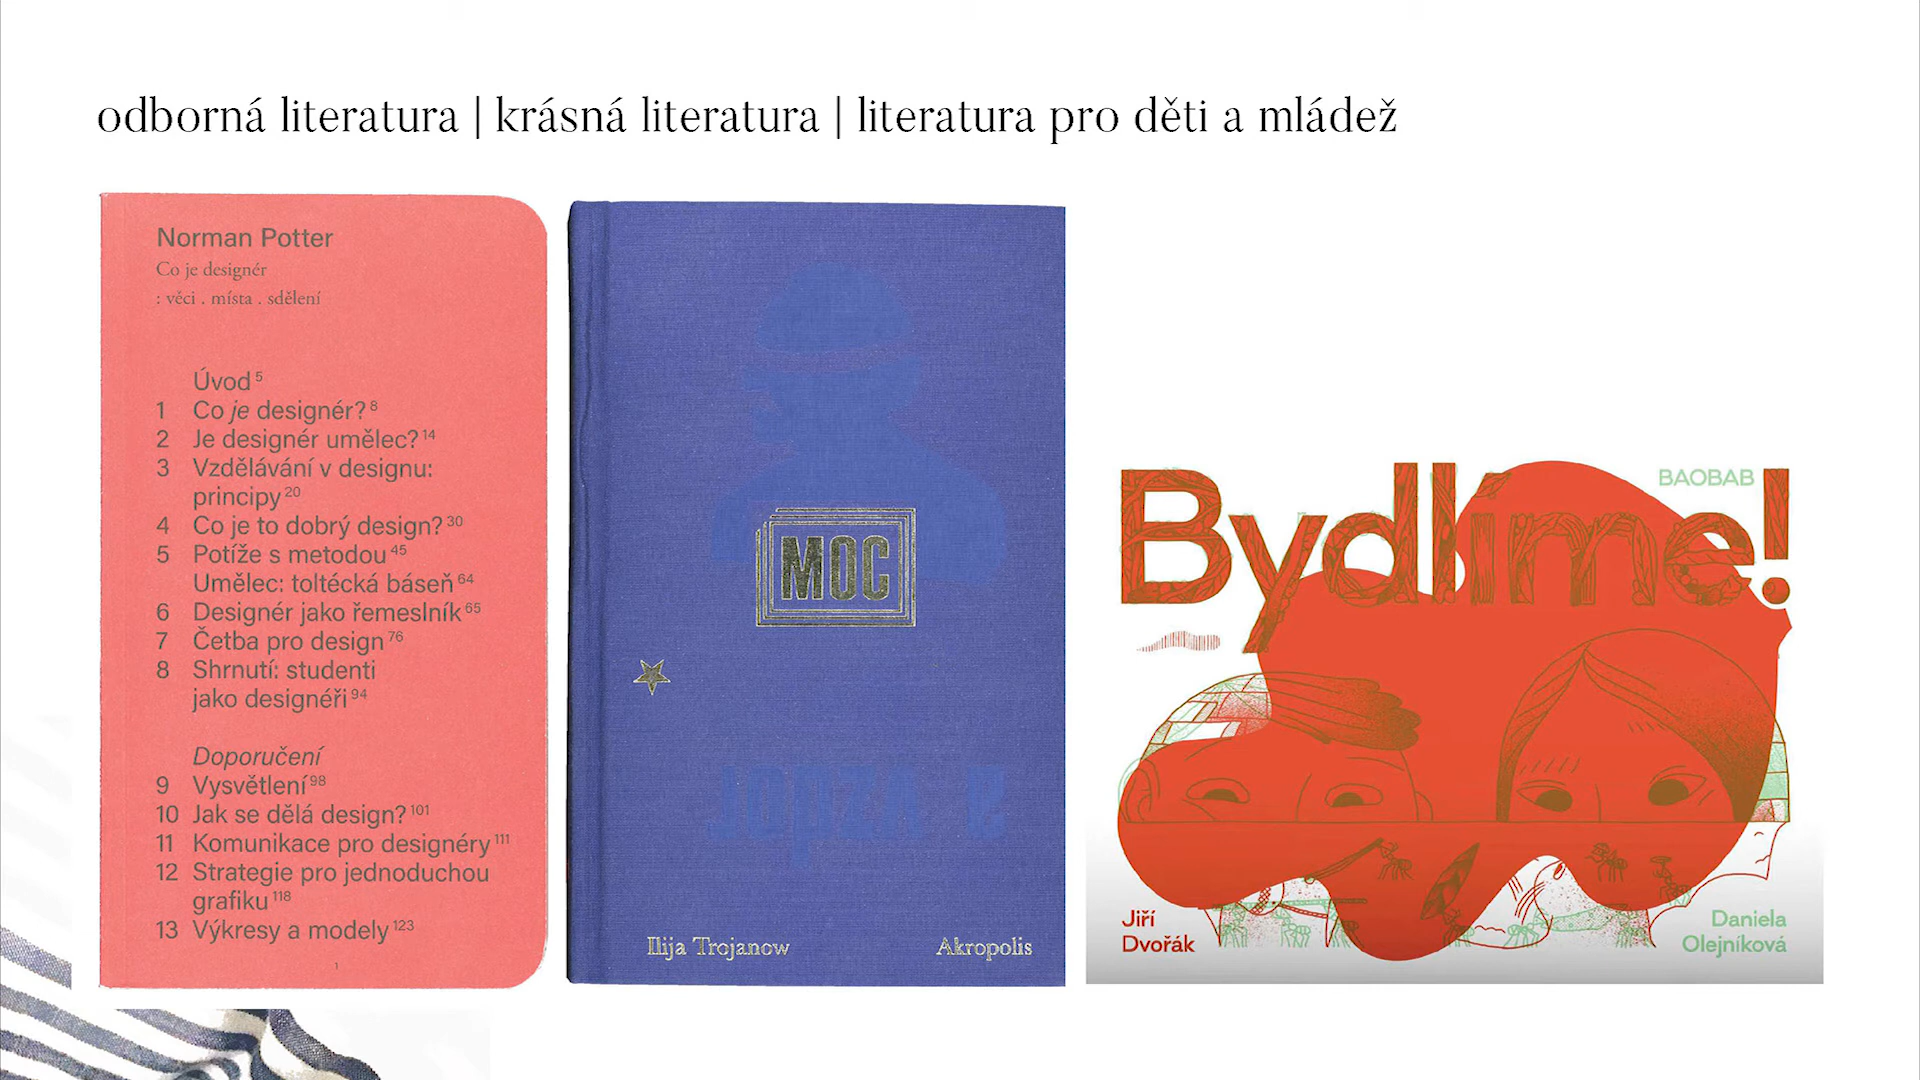 odborná literatura | krásná literatura | literatura pro děti a mládež
Norman Potter
Co je designér
: věci . místa . sdělení
Úvod 5
1 Co je designér? 8
2 Je designér umělec? 14
3 Vzdělávání v designu:
principy 20
4 Co je to dobrý design? 30
5 Potíže s metodou 45
Umělec: toltécká báseň 64
6 Designér jako řemeslník 65
7 Četba pro design 76
8 Shrnutí: studenti
jako designéři 94
Doporučení
9 Vysvětlení 98
10 Jak se dělá design? 101
11 Komunikace pro designéry 111
12 Strategie pro jednoduchou
grafiku 118
13 Výkresy a modely 123
1
MOC
a vzdor
Ilija Trojanow
Akropolis
BAOBAB
Bydlíme!
Jiří
Dvořák
Daniela
Olejníková